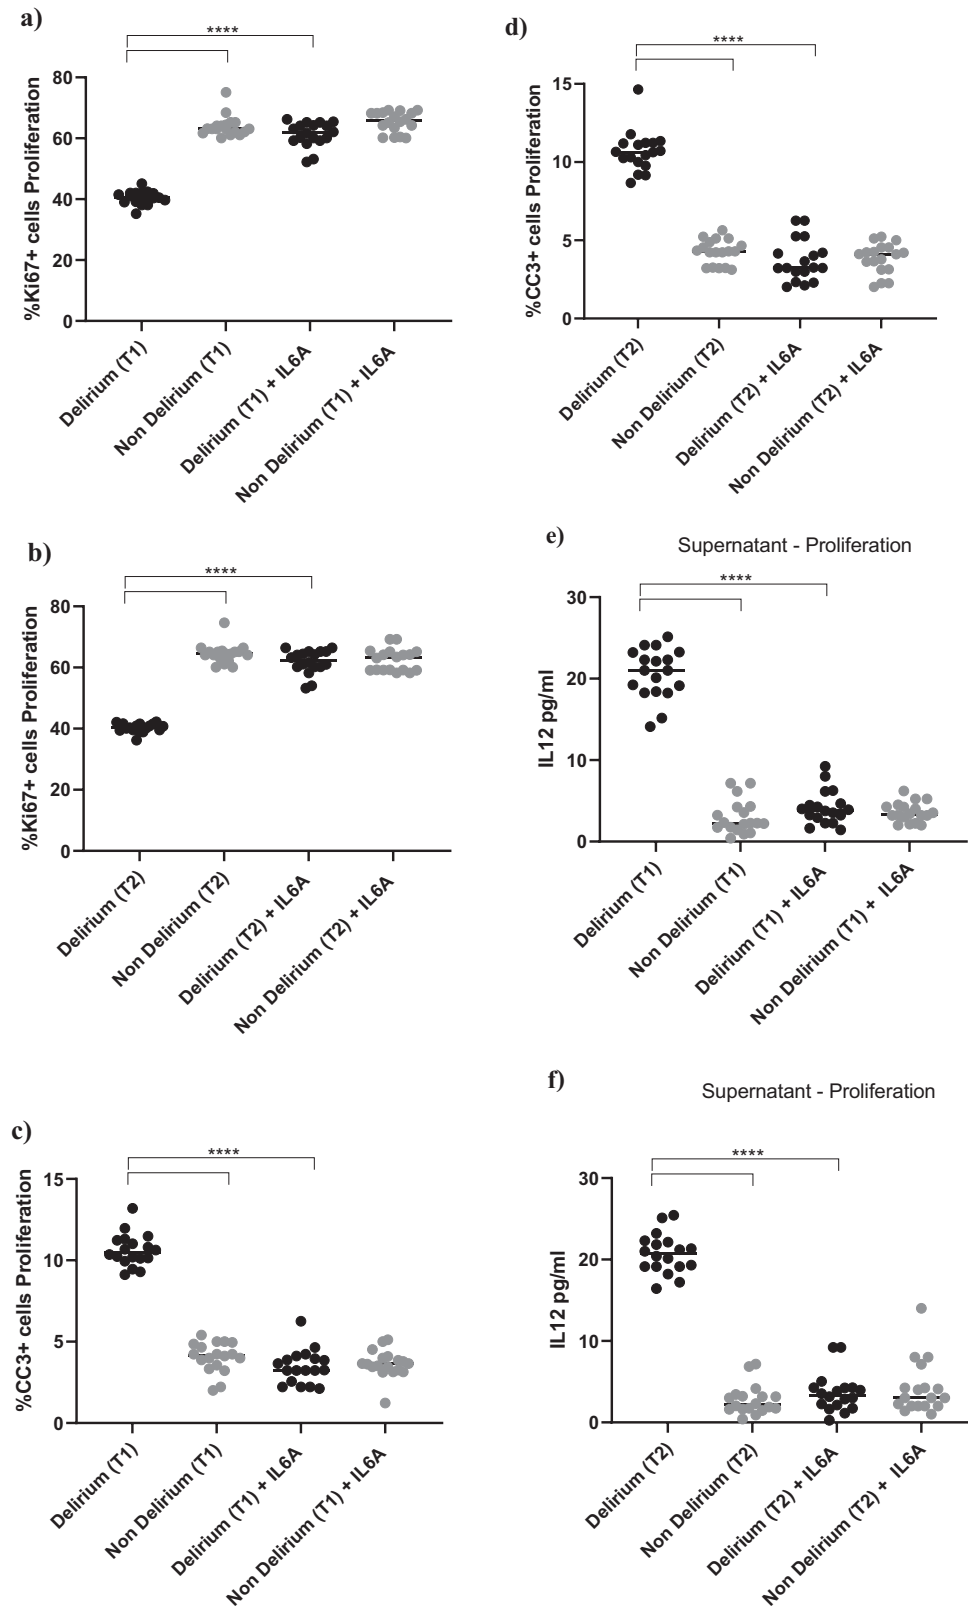 a)
****
%Ki67+ cells Proliferation
80
60
40
20
0
Delirium (T1)
Non Delirium (T1)
Delirium (T1) + IL6A
Non Delirium (T1) + IL6A
b)
****
%Ki67+ cells Proliferation
80
60
40
20
0
Delirium (T2)
Non Delirium (T2)
Delirium (T2) + IL6A
Non Delirium (T2) + IL6A
c)
****
%CC3+ cells Proliferation
15
10
5
0
Delirium (T1)
Non Delirium (T1)
Delirium (T1) + IL6A
Non Delirium (T1) + IL6A
d)
****
%CC3+ cells Proliferation
15
10
5
0
Delirium (T2)
Non Delirium (T2)
Delirium (T2) + IL6A
Non Delirium (T2) + IL6A
e)
Supernatant - Proliferation
****
IL12 pg/ml
30
20
10
0
Delirium (T1)
Non Delirium (T1)
Delirium (T1) + IL6A
Non Delirium (T1) + IL6A
f)
Supernatant - Proliferation
****
IL12 pg/ml
30
20
10
0
Delirium (T2)
Non Delirium (T2)
Delirium (T2) + IL6A
Non Delirium (T2) + IL6A